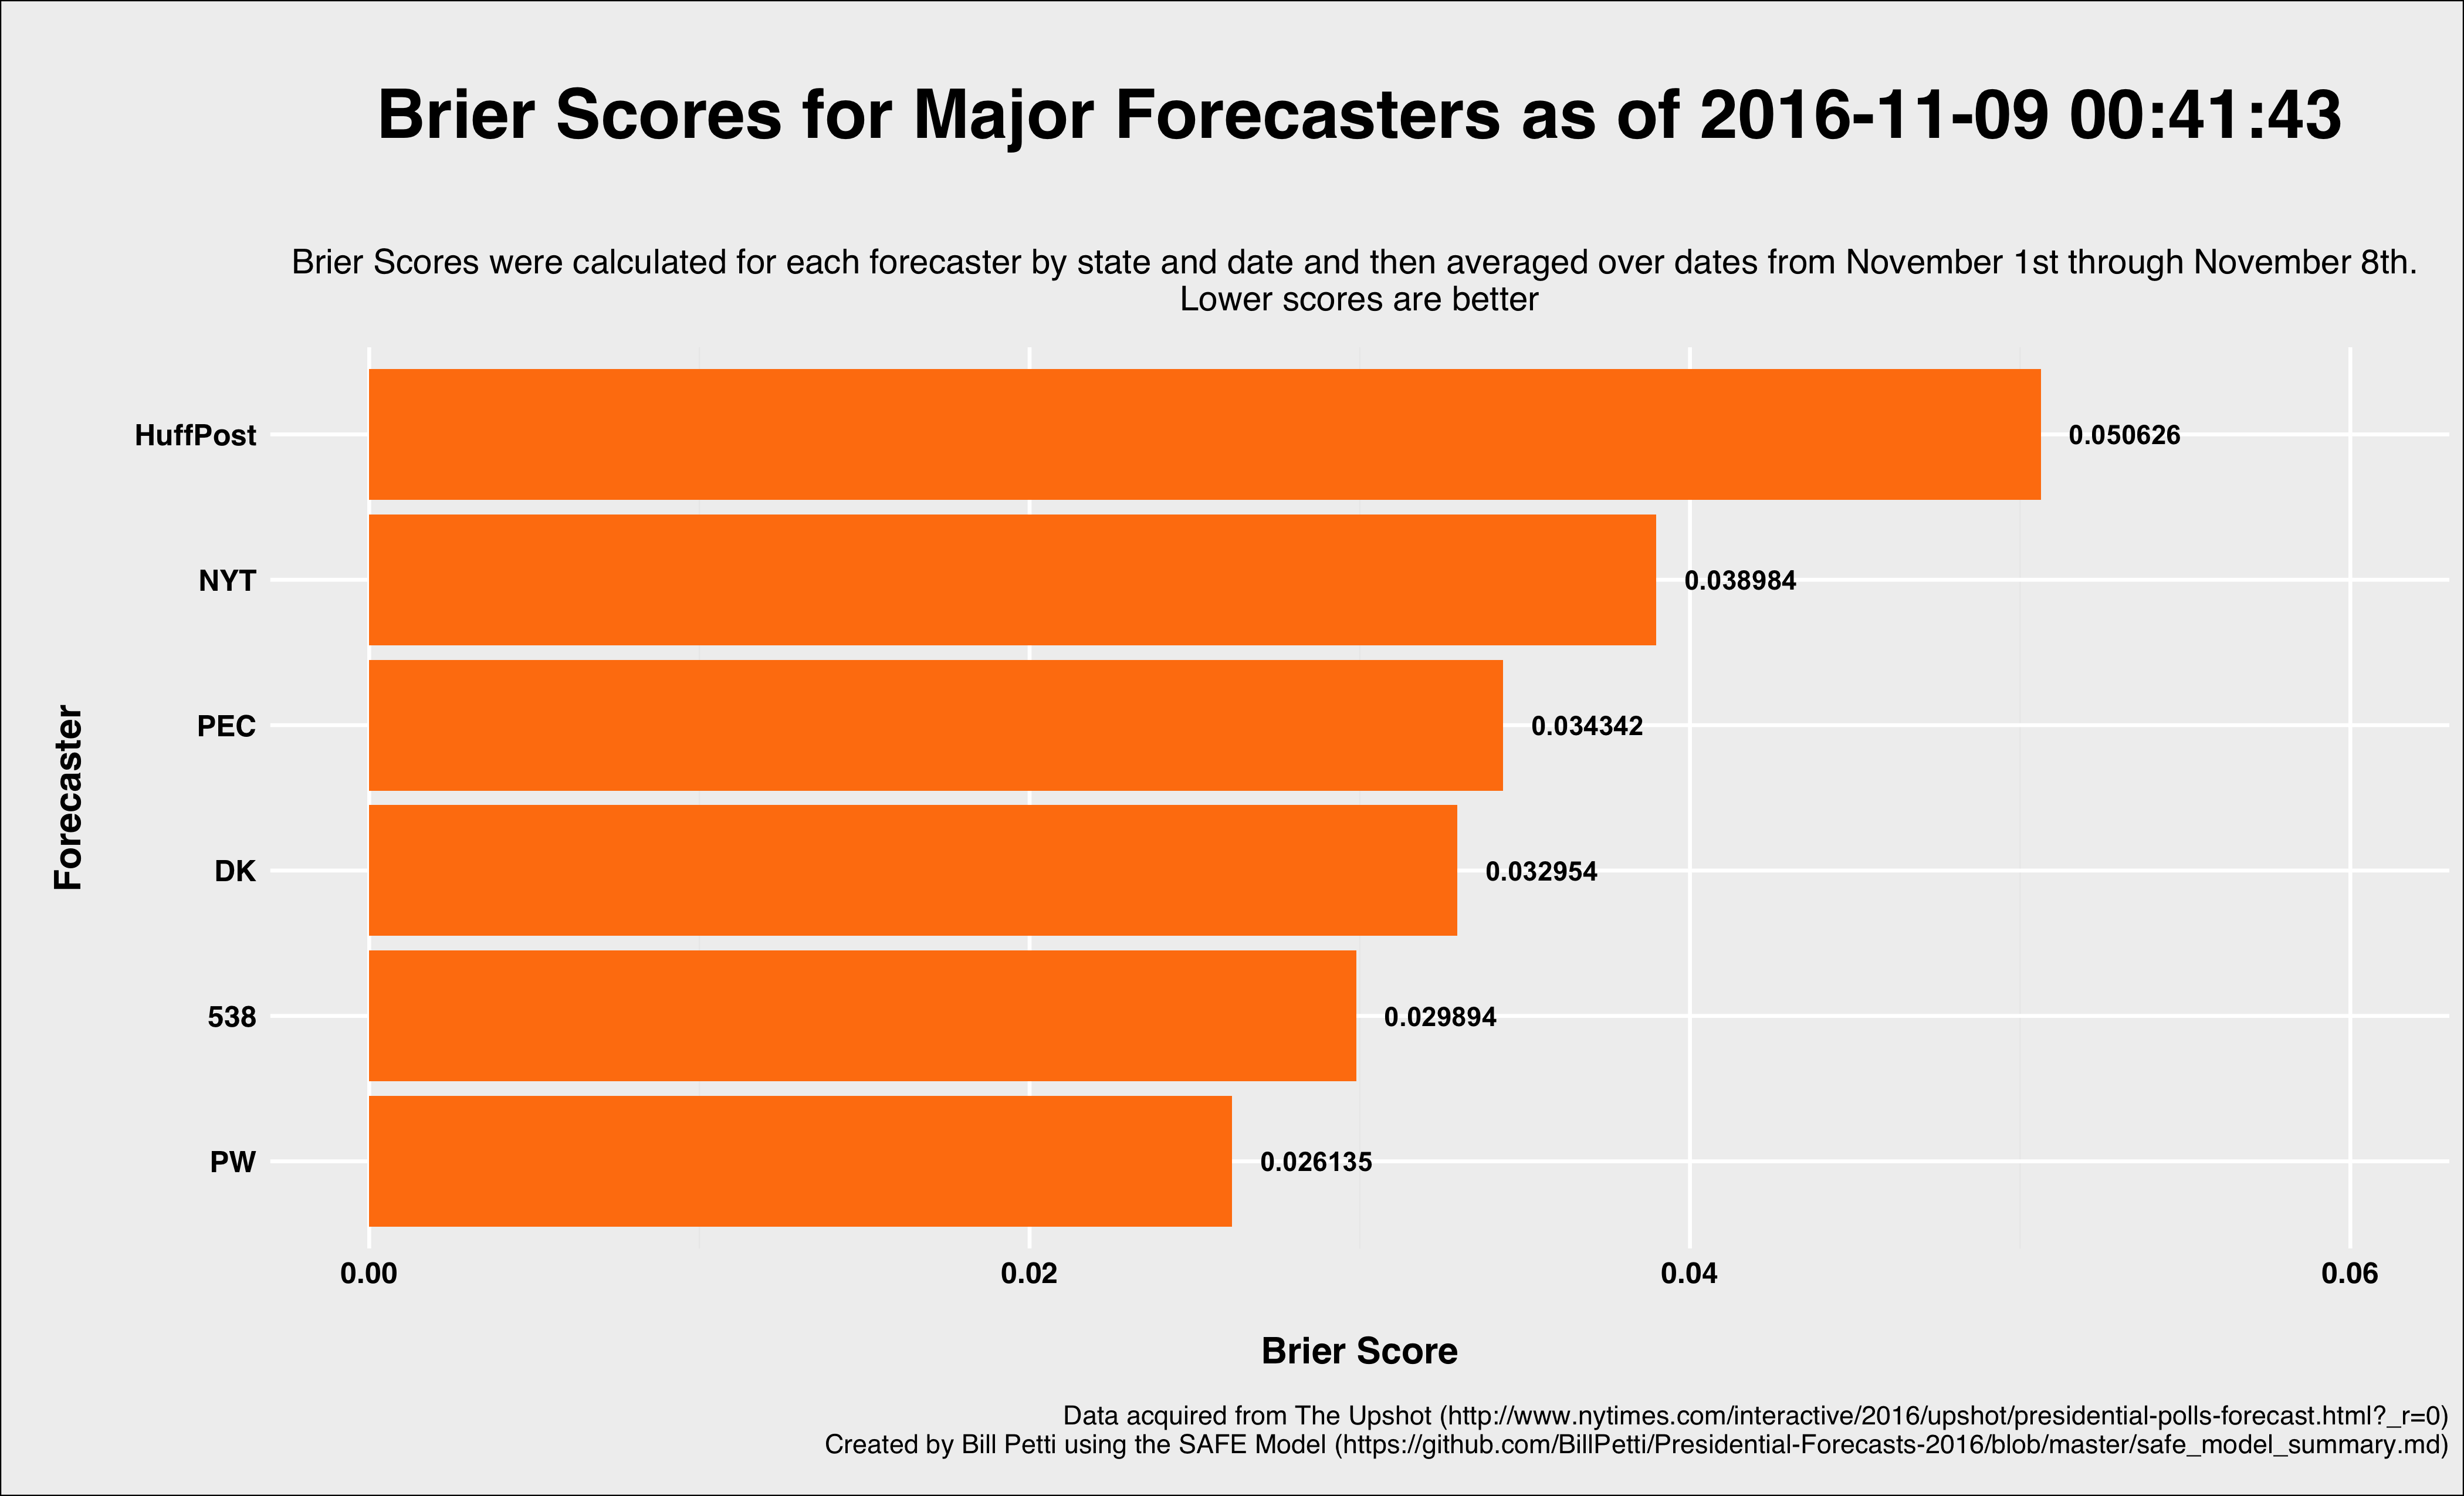 Brier Scores for Major Forecasters as of 2016-11-09 00:41:43
Brier Scores were calculated for each forecaster by state and date and then averaged over dates from November 1st through November 8th.
Lower scores are better
Forecaster
HuffPost
0.050626
NYT
0.038984
PEC
0.034342
DK
0.032954
538
0.029894
PW
0.026135
0.00 0.02 0.04 0.06
Brier Score
Data acquired from The Upshot (http://www.nytimes.com/interactive/2016/upshot/presidential-polls-forecast.html?_r=0)
Created by Bill Petti using the SAFE Model (https://github.com/BillPetti/Presidential-Forecasts-2016/blob/master/safe_model_summary.md)